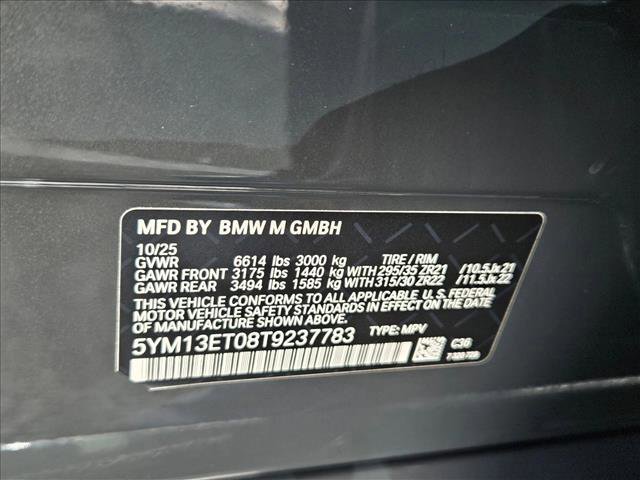 MFD BY BMW M GMBH
10/25
GVWR 6614 lbs 3000 kg TIRE / RIM
GAWR FRONT 3175 lbs 1440 kg WITH 295/35 ZR21 /10.5Jx21
GAWR REAR 3494 lbs 1585 kg WITH 315/30 ZR22 /11.5Jx22
THIS VEHICLE CONFORMS TO ALL APPLICABLE U.S. FEDERAL
MOTOR VEHICLE SAFETY STANDARDS IN EFFECT ON THE
DATE OF MANUFACTURE SHOWN ABOVE.
5YM13ET08T9237783 TYPE: MPV
C36